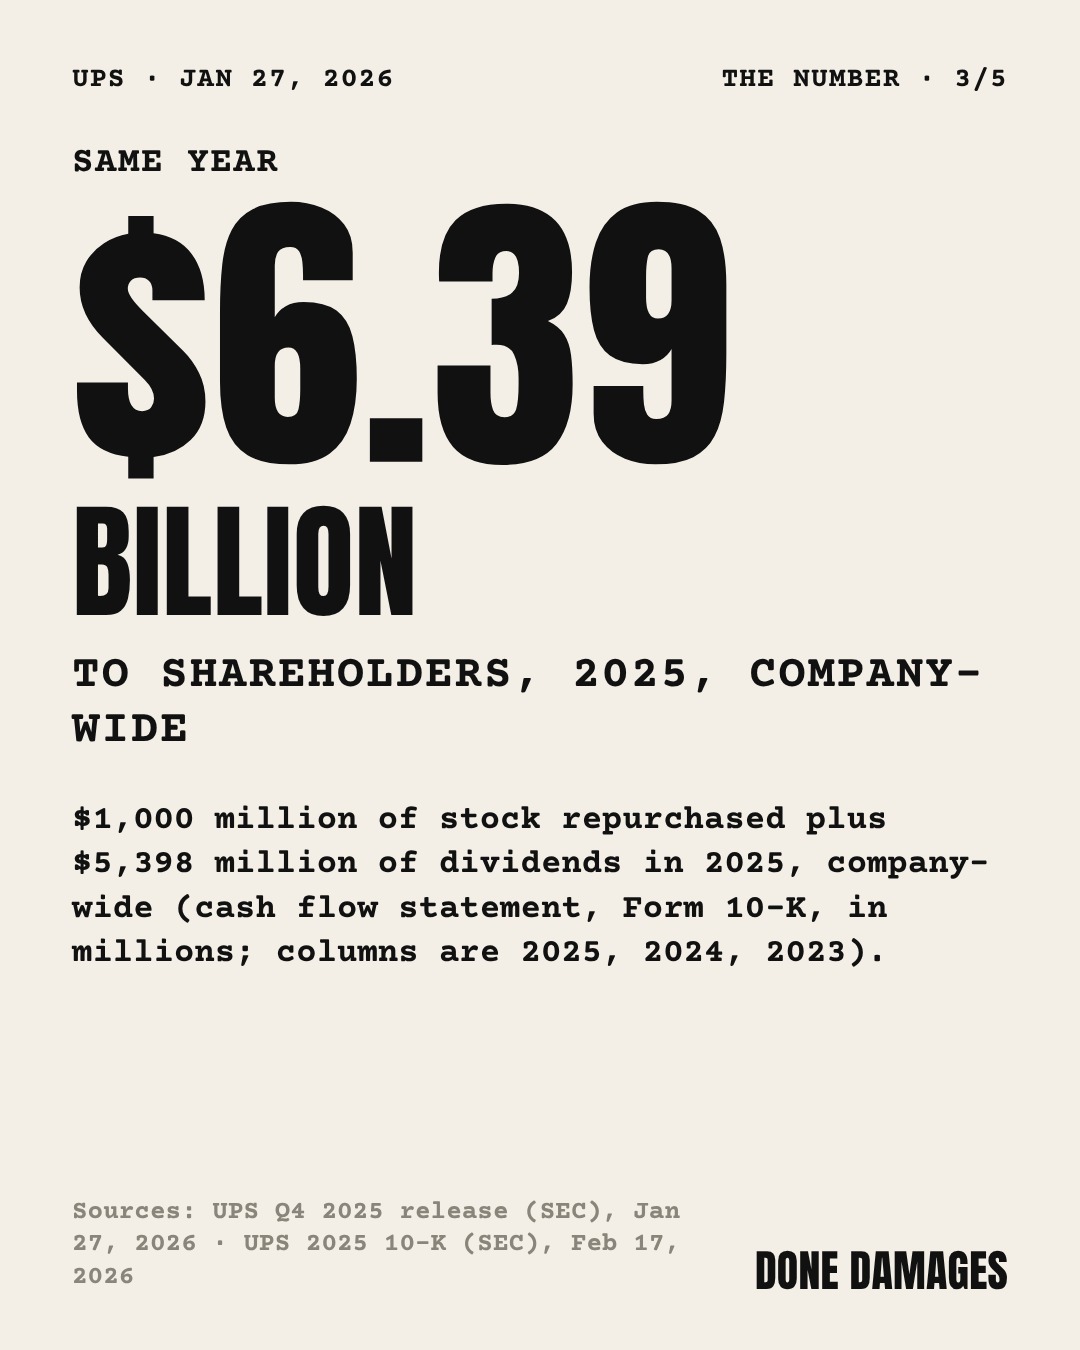 UPS · JAN 27, 2026
THE NUMBER · 3/5
SAME YEAR
$6.39
BILLION
TO SHAREHOLDERS, 2025, COMPANY-
WIDE
$1,000 million of stock repurchased plus
$5,398 million of dividends in 2025, company-
wide (cash flow statement, Form 10-K, in
millions; columns are 2025, 2024, 2023).
Sources: UPS Q4 2025 release (SEC), Jan
27, 2026 · UPS 2025 10-K (SEC), Feb 17,
2026
DONE DAMAGES